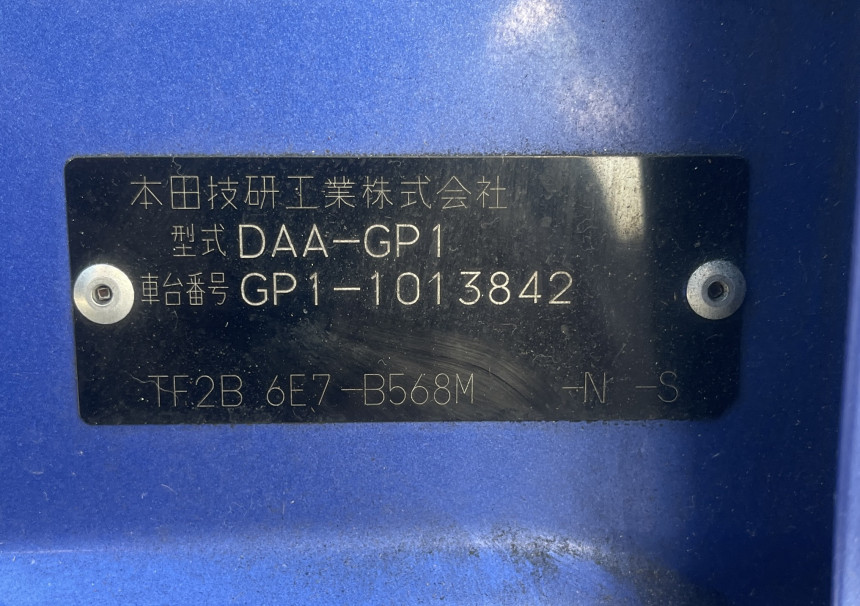 本田技研工業株式会社
型式 DAA-GP1
車台番号 GP1-1013842
TF2B 6E7-B568M -N -S